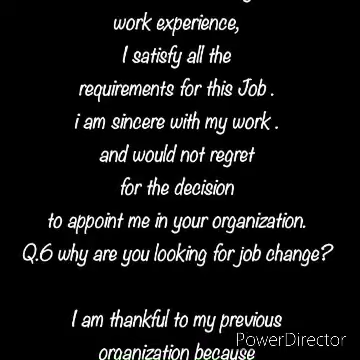 work experience,
I satisfy all the
requirements for this Job .
i am sincere with my work .
and would not regret
for the decision
to appoint me in your organization.
Q.6 why are you looking for job change?
I am thankful to my previous
organization because
PowerDirector